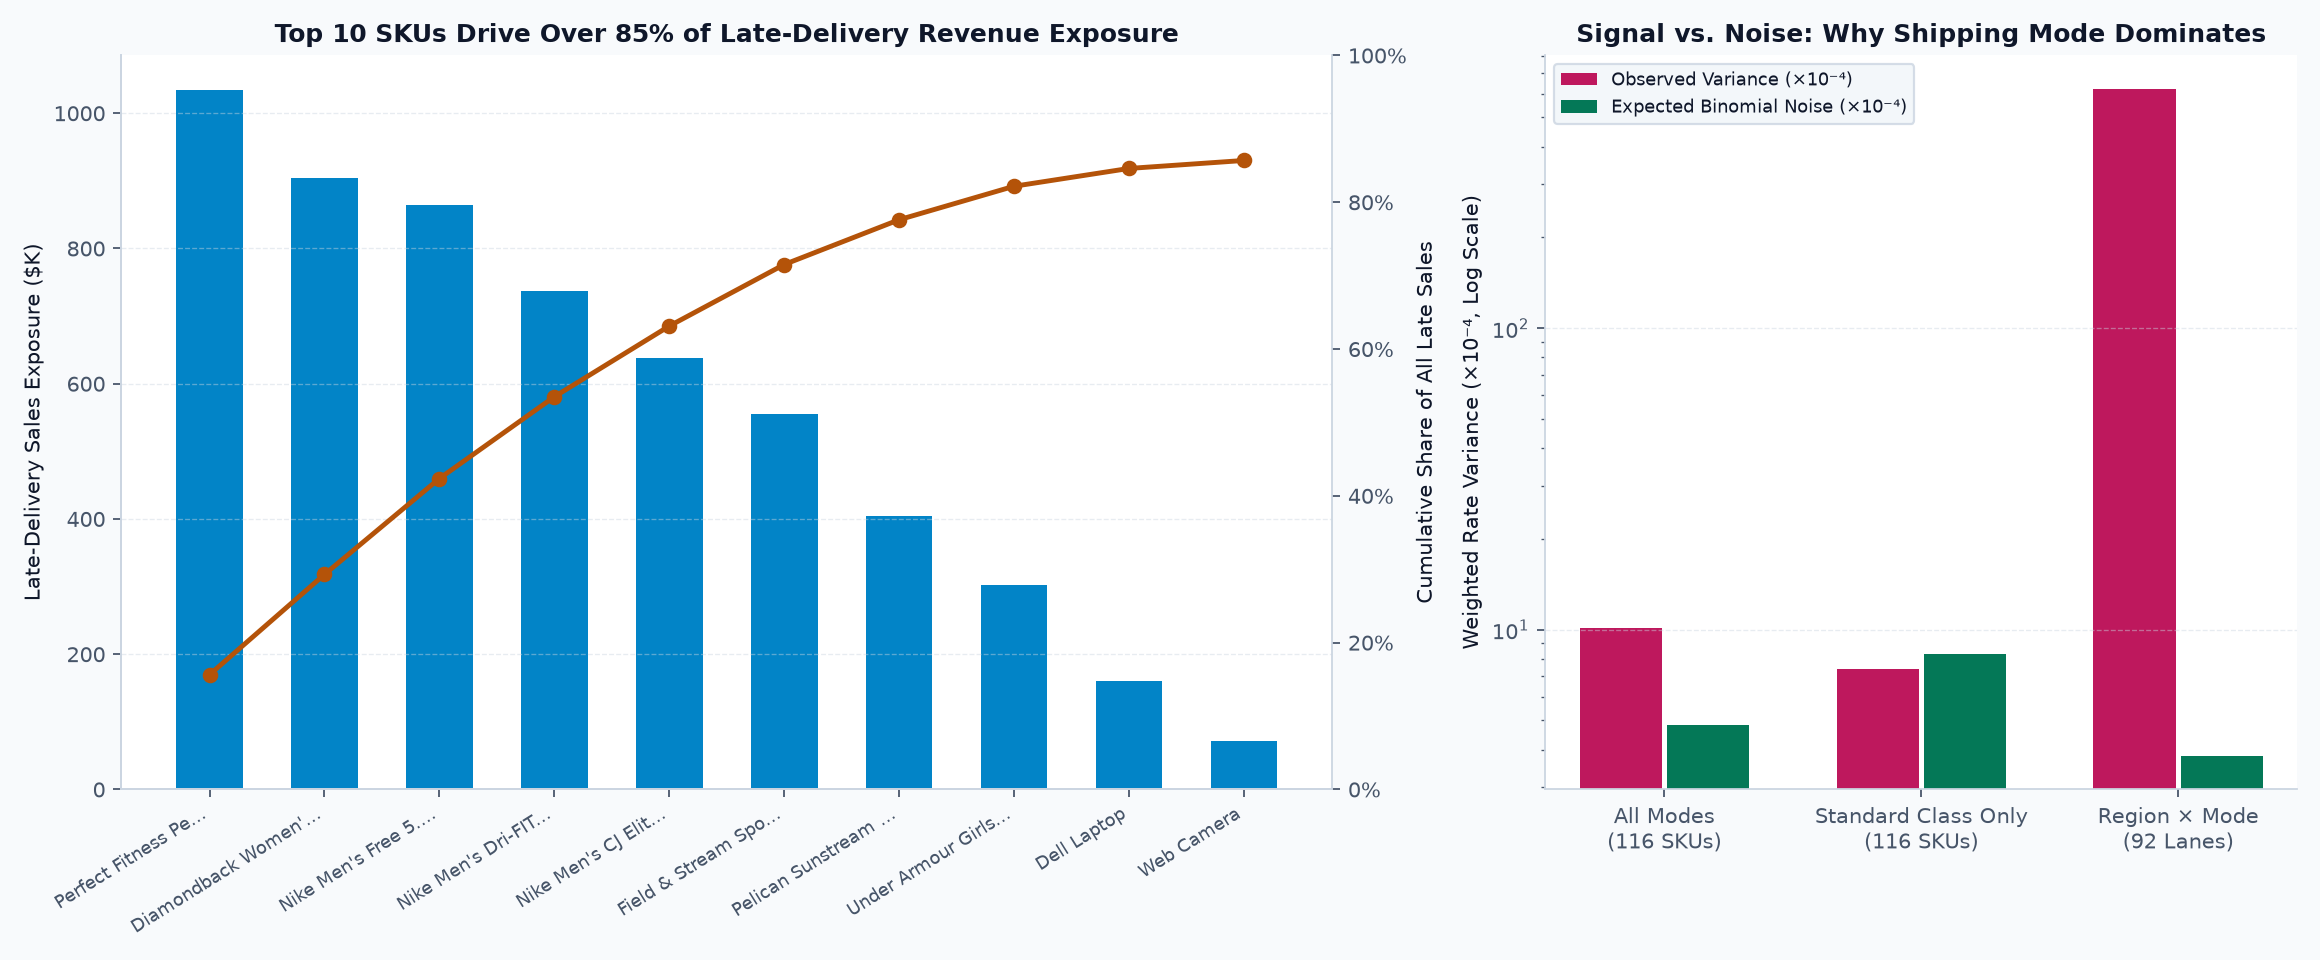 Top 10 SKUs Drive Over 85% of Late-Delivery Revenue Exposure
Late-Delivery Sales Exposure ($K)
1000
800
600
400
200
0
100%
80%
60%
40%
20%
0%
Cumulative Share of All Late Sales
Perfect Fitness Pe...
Diamondback Women'...
Nike Men's Free 5....
Nike Men's Dri-FIT...
Nike Men's CJ Elit...
Field & Stream Spo...
Pelican Sunstream ...
Under Armour Girls...
Dell Laptop
Web Camera
Signal vs. Noise: Why Shipping Mode Dominates
Observed Variance (×10⁻⁴)
Expected Binomial Noise (×10⁻⁴)
Weighted Rate Variance (×10⁻⁴, Log Scale)
10²
10¹
All Modes
(116 SKUs)
Standard Class Only
(116 SKUs)
Region × Mode
(92 Lanes)